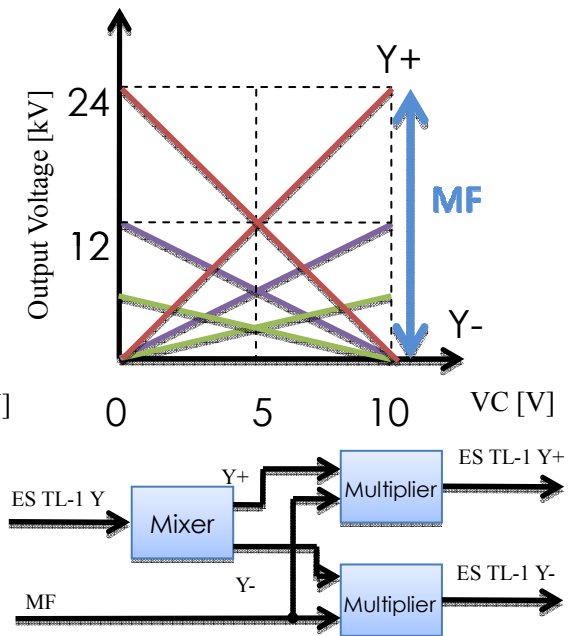 Output Voltage [kV]
24
12
Y+
MF
Y-
]
0
5
10
VC [V]
ES TL-1 Y
Mixer
Y+
Y-
MF
Multiplier
ES TL-1 Y+
Multiplier
ES TL-1 Y-